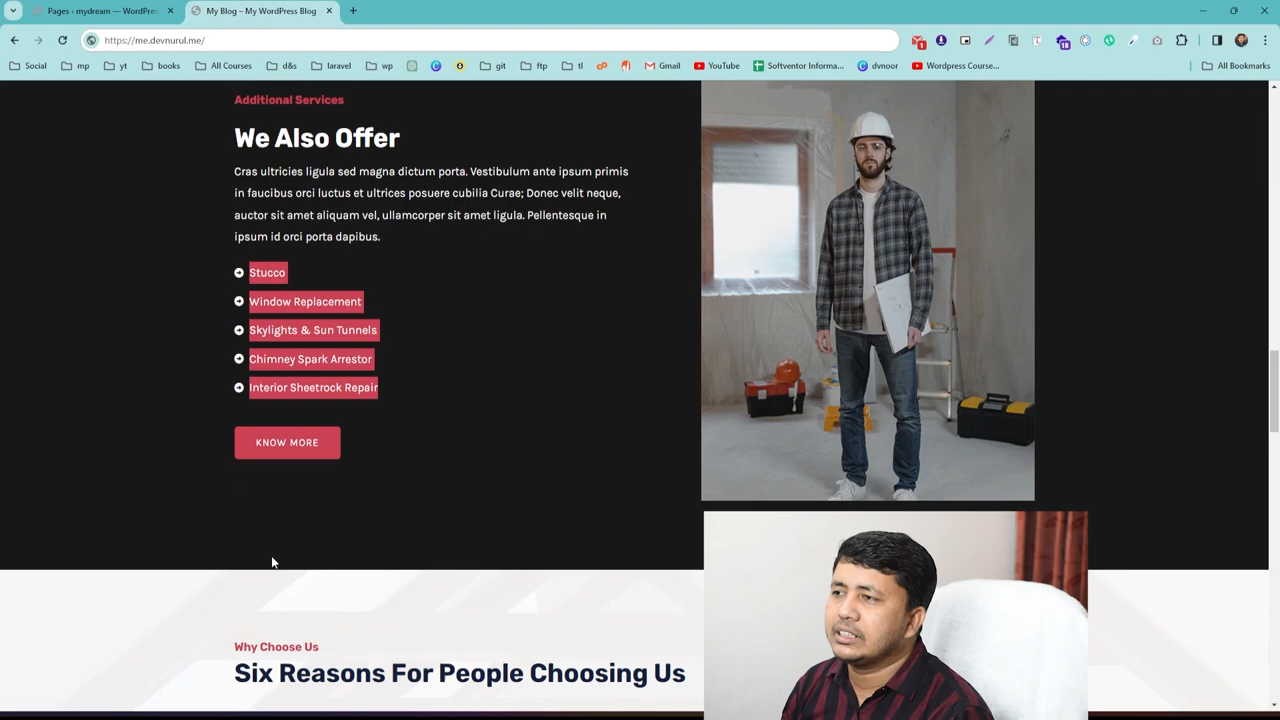 Pages ‹ mydream — WordPre
My Blog – My WordPress Blog
https://me.devnurul.me/
1
18
Social
mp
yt
books
All Courses
d&s
laravel
wp
git
ftp
tl
Gmail
YouTube
Softventor Informa...
dvnoor
Wordpress Course...
All Bookmarks
Additional Services
We Also Offer
Cras ultricies ligula sed magna dictum porta. Vestibulum ante ipsum primis
in faucibus orci luctus et ultrices posuere cubilia Curae; Donec velit neque,
auctor sit amet aliquam vel, ullamcorper sit amet ligula. Pellentesque in
ipsum id orci porta dapibus.
Stucco
Window Replacement
Skylights & Sun Tunnels
Chimney Spark Arrestor
Interior Sheetrock Repair
KNOW MORE
Why Choose Us
Six Reasons For People Choosing Us